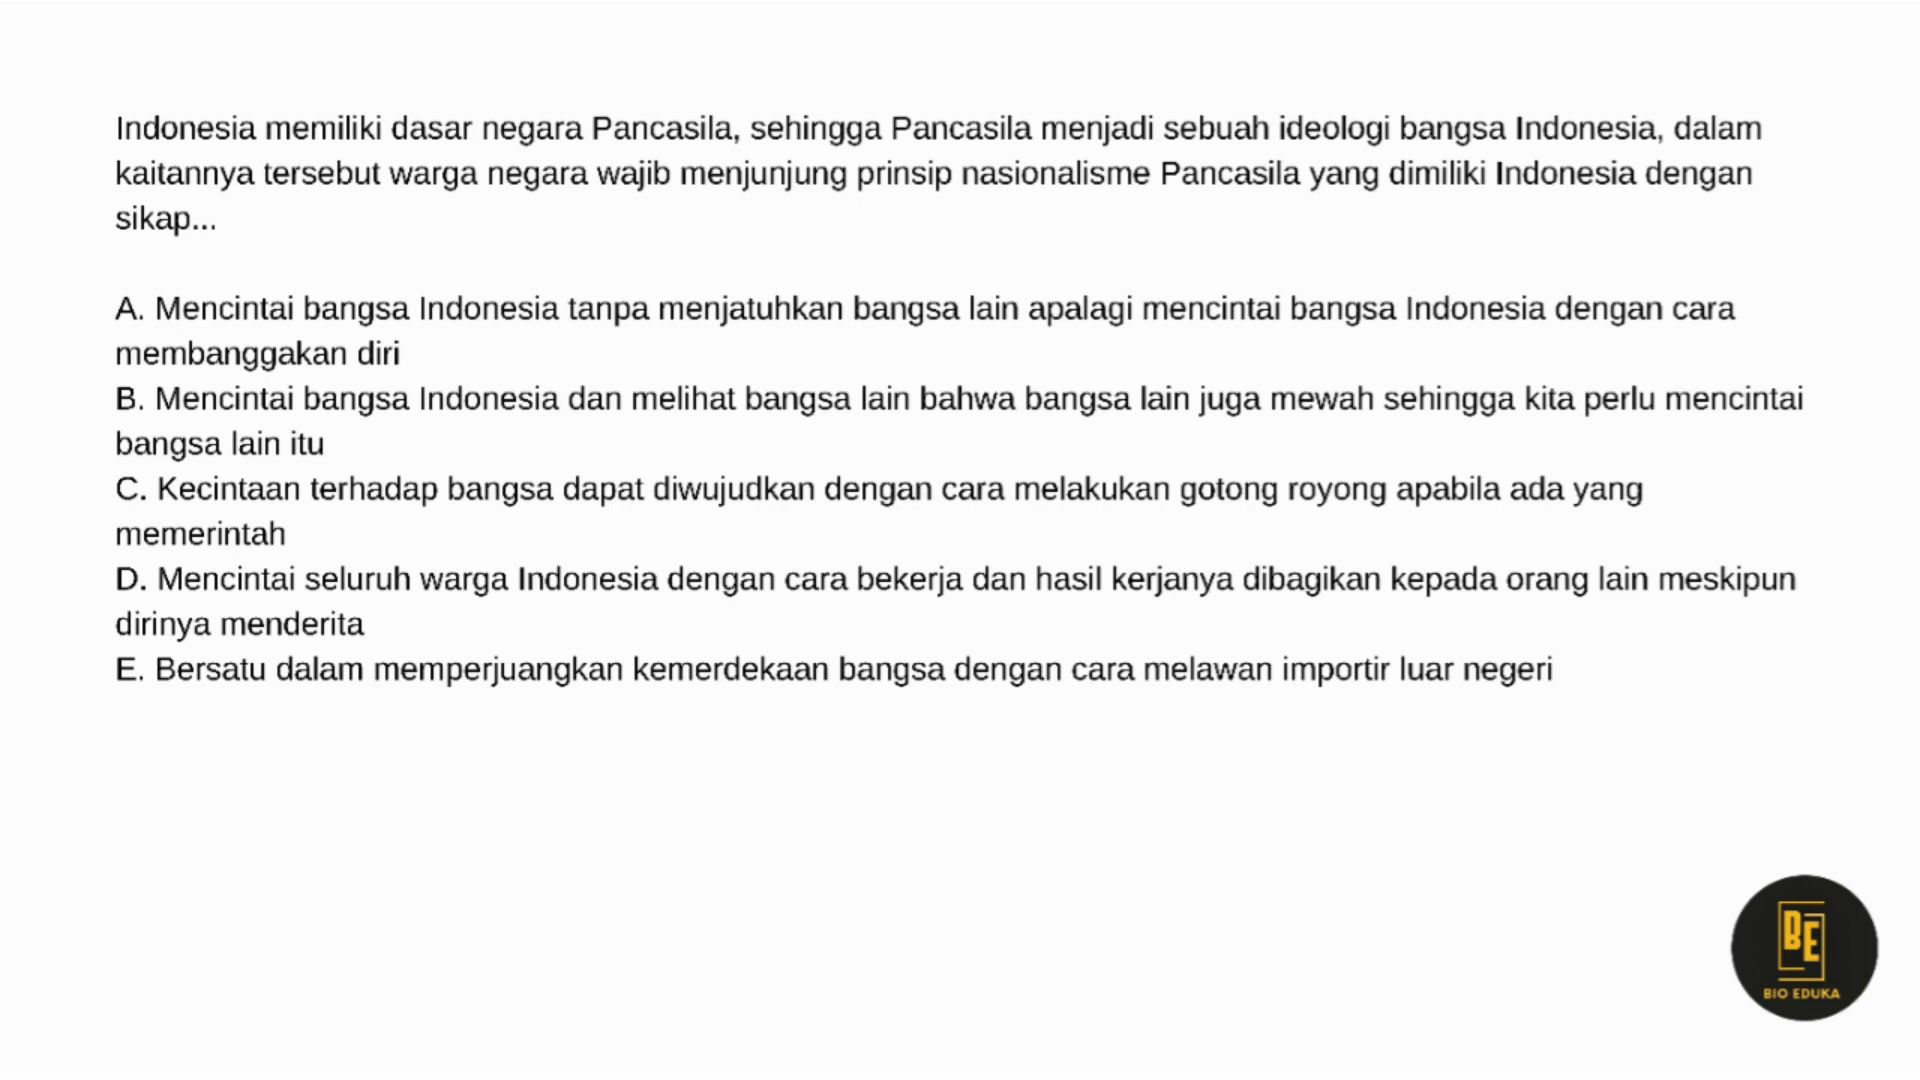 Indonesia memiliki dasar negara Pancasila, sehingga Pancasila menjadi sebuah ideologi bangsa Indonesia, dalam
kaitannya tersebut warga negara wajib menjunjung prinsip nasionalisme Pancasila yang dimiliki Indonesia dengan
sikap...
A. Mencintai bangsa Indonesia tanpa menjatuhkan bangsa lain apalagi mencintai bangsa Indonesia dengan cara
membanggakan diri
B. Mencintai bangsa Indonesia dan melihat bangsa lain bahwa bangsa lain juga mewah sehingga kita perlu mencintai
bangsa lain itu
C. Kecintaan terhadap bangsa dapat diwujudkan dengan cara melakukan gotong royong apabila ada yang
memerintah
D. Mencintai seluruh warga Indonesia dengan cara bekerja dan hasil kerjanya dibagikan kepada orang lain meskipun
dirinya menderita
E. Bersatu dalam memperjuangkan kemerdekaan bangsa dengan cara melawan importir luar negeri
BE
BIO EDUKA